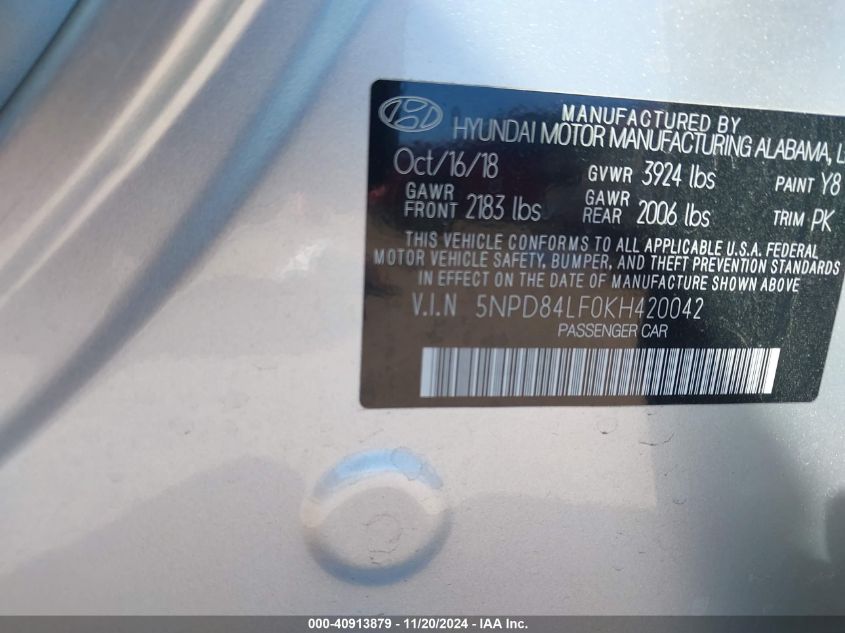 MANUFACTURED BY
HYUNDAI MOTOR MANUFACTURING ALABAMA,
Oct/16/18 GVWR 3924 lbs PAINT Y8
GAWR FRONT 2183 lbs GAWR REAR 2006 lbs TRIM PK
THIS VEHICLE CONFORMS TO ALL APPLICABLE U.S.A. FEDERAL
MOTOR VEHICLE SAFETY, BUMPER, AND THEFT PREVENTION STANDARDS
IN EFFECT ON THE DATE OF MANUFACTURE SHOWN ABOVE.
V.I.N 5NPD84LF0KH420042
PASSENGER CAR
000-40913879 - 11/20/2024 - IAA Inc.